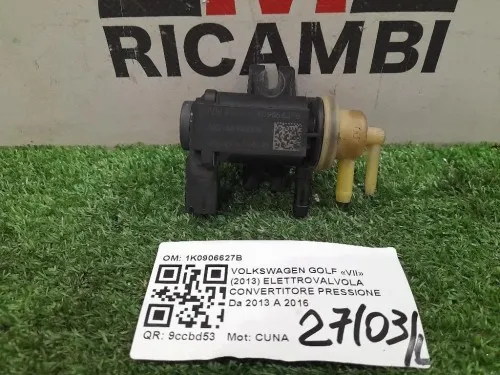 RICAMBI
OM: 1K0906627B
VOLKSWAGEN GOLF «VII»
(2013) ELETTROVALVOLA
CONVERTITORE PRESSIONE
Da 2013 A 2016
QR: 9ccbd53 Mot: CUNA
27/03/